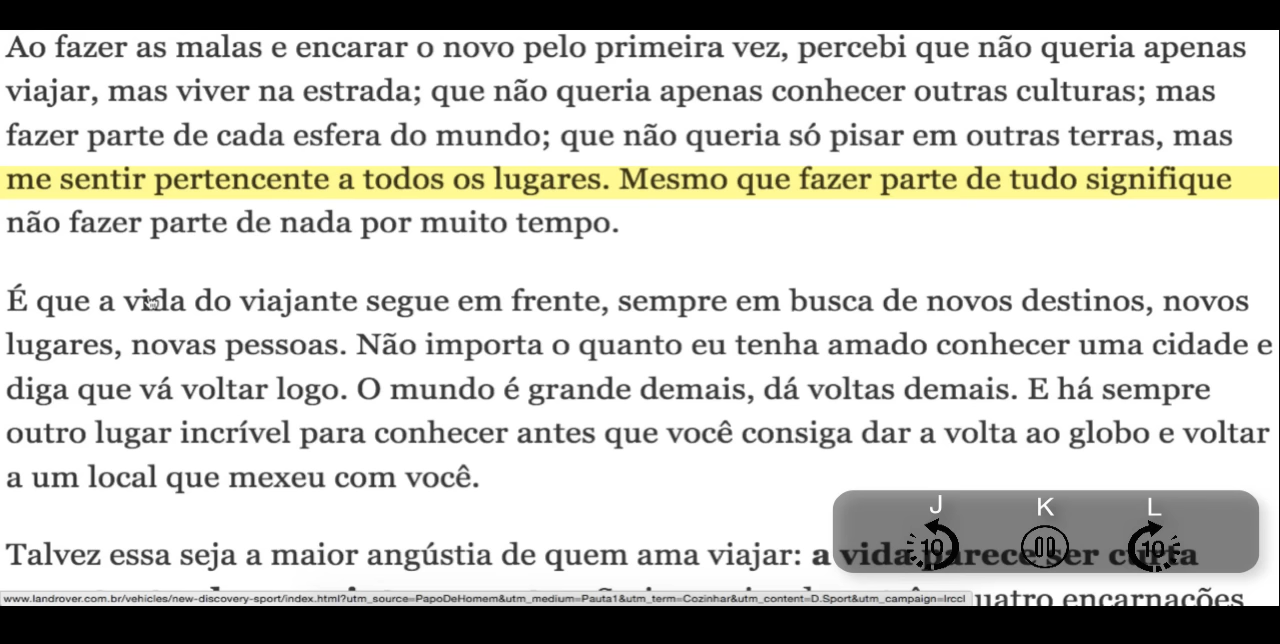 Ao fazer as malas e encarar o novo pelo primeira vez, percebi que não queria apenas
viajar, mas viver na estrada; que não queria apenas conhecer outras culturas; mas
fazer parte de cada esfera do mundo; que não queria só pisar em outras terras, mas
me sentir pertencente a todos os lugares. Mesmo que fazer parte de tudo signifique
não fazer parte de nada por muito tempo.
É que a vida do viajante segue em frente, sempre em busca de novos destinos, novos
lugares, novas pessoas. Não importa o quanto eu tenha amado conhecer uma cidade e
diga que vá voltar logo. O mundo é grande demais, dá voltas demais. E há sempre
outro lugar incrível para conhecer antes que você consiga dar a volta ao globo e voltar
a um local que mexeu com você.
J K L
10 10
Talvez essa seja a maior angústia de quem ama viajar: a vida parece ser curta
quatro encarnações
www.landrover.com.br/vehicles/new-discovery-sport/index.html?utm_source=PapoDeHomem&utm_medium=Pauta1&utm_term=Cozinhar&utm_content=D.Sport&utm_campaign=lrccl